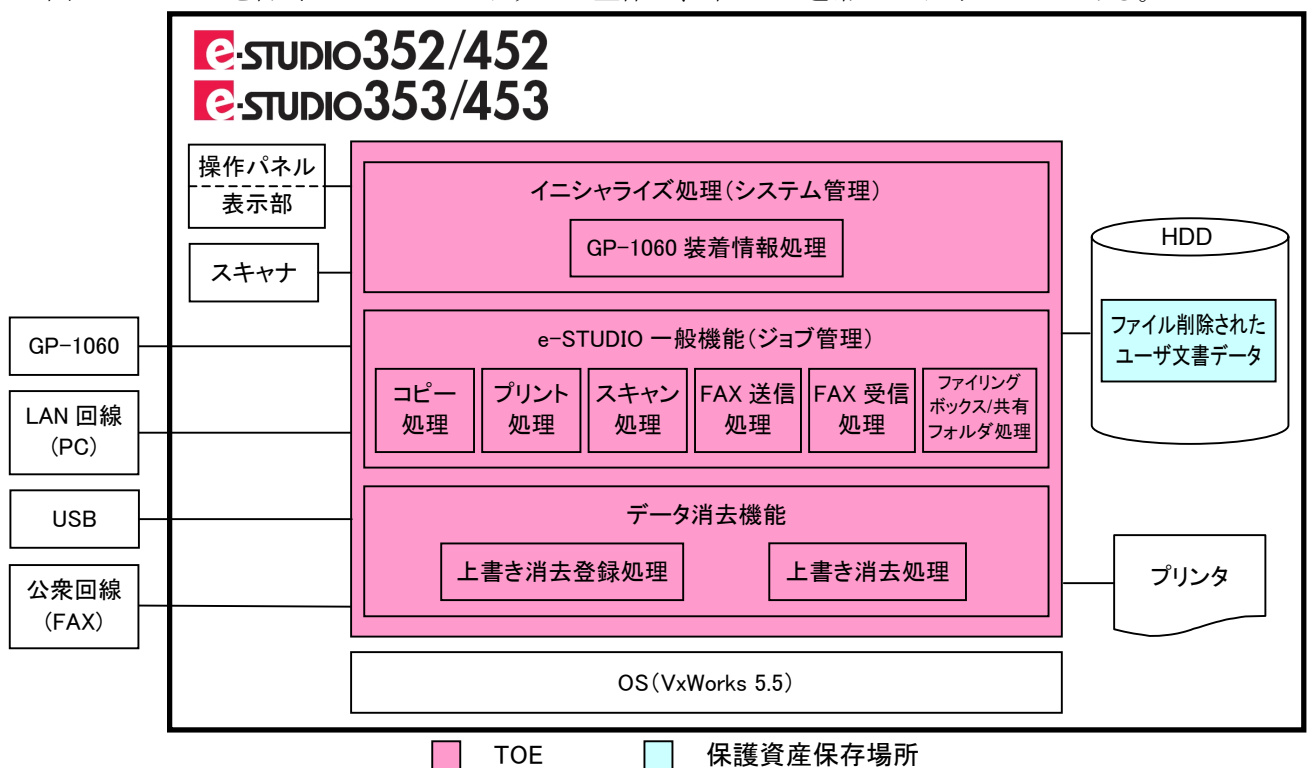 e-STUDIO352/452
e-STUDIO353/453
操作パネル
表示部
スキャナ
GP-1060
LAN 回線
(PC)
USB
公衆回線
(FAX)
イニシャライズ処理(システム管理)
GP-1060 装着情報処理
e-STUDIO 一般機能(ジョブ管理)
コピー
処理
プリント
処理
スキャン
処理
FAX 送信
処理
FAX 受信
処理
ファイリング
ボックス/共有
フォルダ処理
データ消去機能
上書き消去登録処理
上書き消去処理
OS(VxWorks 5.5)
HDD
ファイル削除された
ユーザ文書データ
プリンタ
TOE
保護資産保存場所